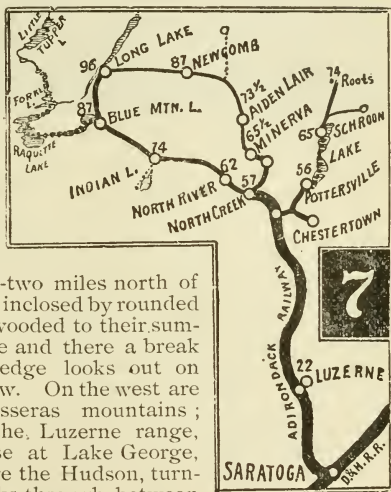 LITTLE
TUPPER
L
96 LONG LAKE
87 NEWCOMB
73½
AIDEN LAIR
65½
MINERVA
74
Roots
65 SCHROON
LAKE
56
POTTERSVILLE
CHESTERTOWN
FORKED
L.
87
BLUE MTN. L.
RAQUETTE
LAKE
74
INDIAN L.
62
NORTH RIVER
57
NORTH CREEK
ADIRONDACK RAILWAY
7
22
LUZERNE
SARATOGA
D.&H.R.R.
-two miles north of
inclosed by rounded
wooded to their sum-
e and there a break
edge looks out on
w. On the west are
sseras mountains;
he Luzerne range,
se at Lake George,
re the Hudson, turn-